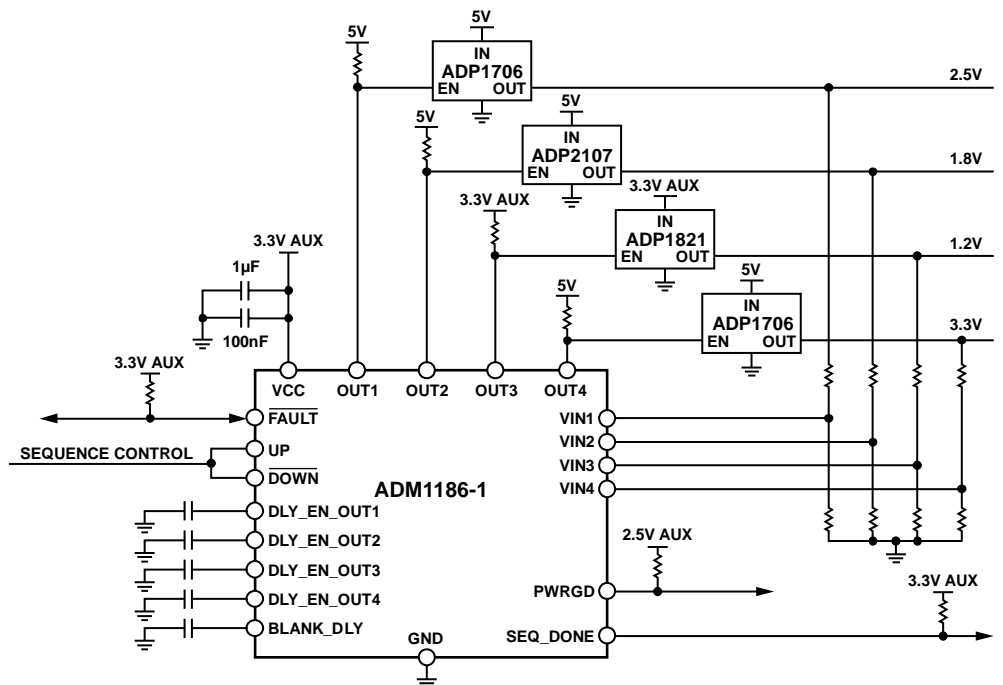 5V
5V
IN
ADP1706
EN OUT
2.5V
5V
5V
IN
ADP2107
EN OUT
1.8V
3.3V AUX
3.3V AUX
IN
ADP1821
EN OUT
1.2V
5V
5V
IN
ADP1706
EN OUT
3.3V
3.3V AUX
1µF
100nF
3.3V AUX
VCC OUT1 OUT2 OUT3 OUT4
FAULT
SEQUENCE CONTROL
UP
DOWN
DLY_EN_OUT1
DLY_EN_OUT2
DLY_EN_OUT3
DLY_EN_OUT4
BLANK_DLY
ADM1186-1
GND
VIN1
VIN2
VIN3
VIN4
2.5V AUX
PWRGD
3.3V AUX
SEQ_DONE